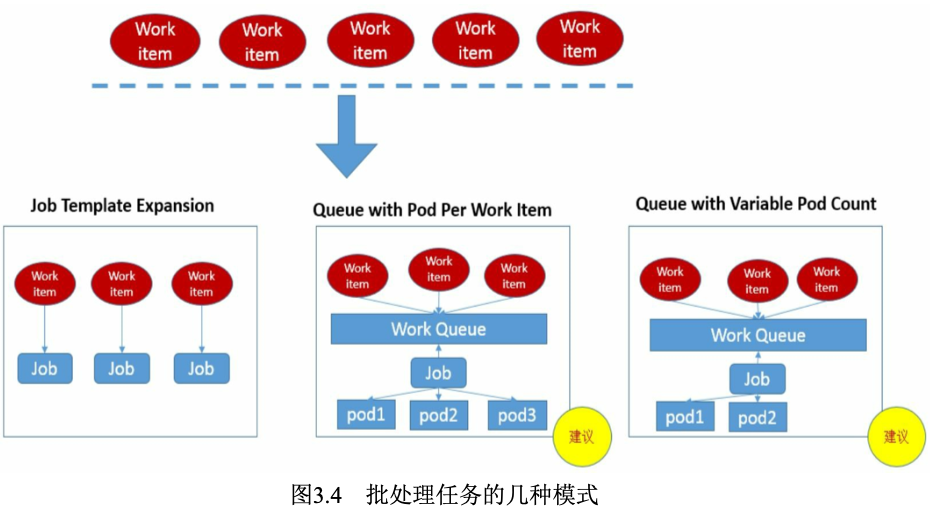 Work
item
Work
item
Work
item
Work
item
Work
item
Job Template Expansion
Work
item
Work
item
Work
item
Job
Job
Job
Queue with Pod Per Work Item
Work
item
Work
item
Work
item
Work Queue
Job
pod1
pod2
pod3
建议
Queue with Variable Pod Count
Work
item
Work
item
Work
item
Work Queue
Job
pod1
pod2
建议
图3.4 批处理任务的几种模式